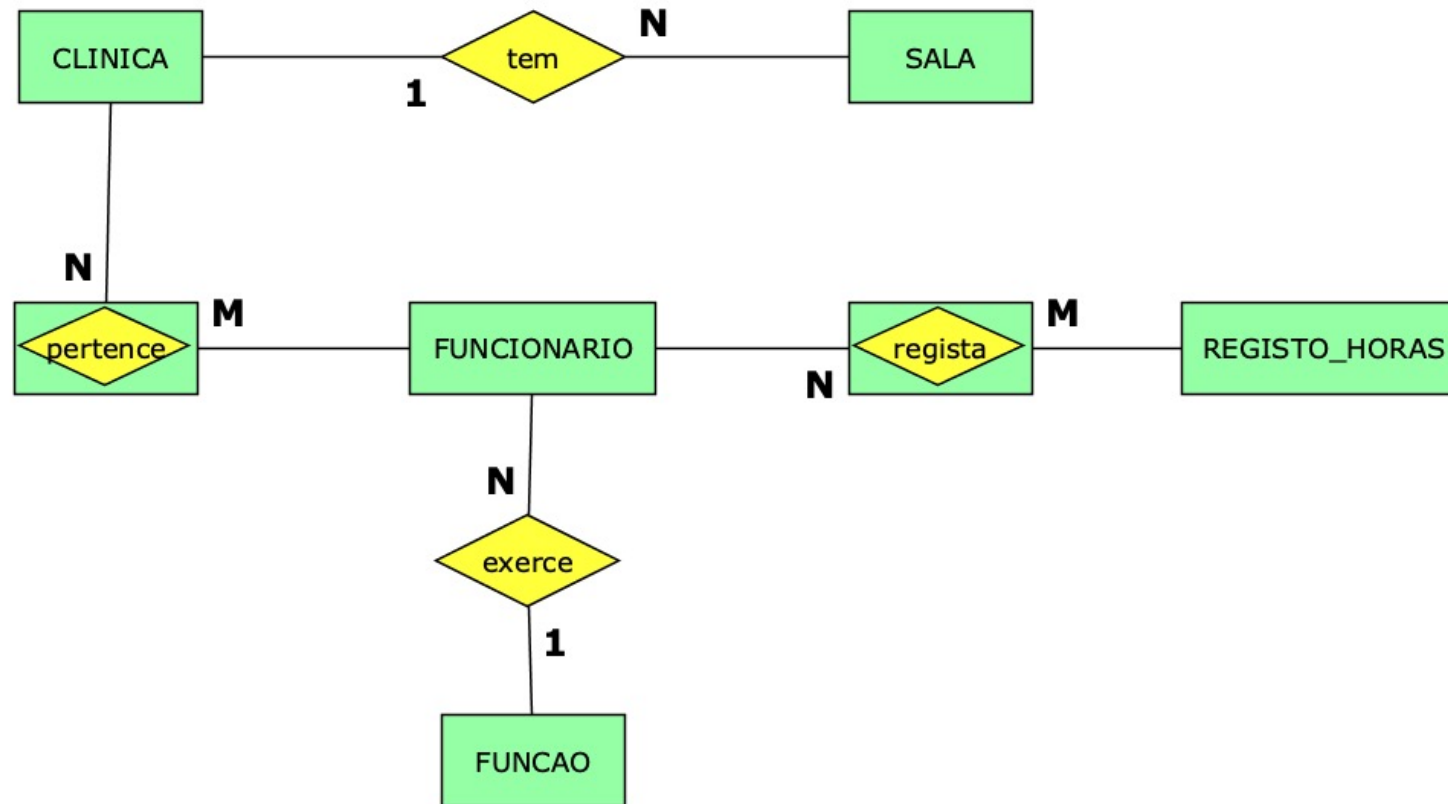 CLINICA
1
tem
N
SALA
N
pertence
M
FUNCIONARIO
N
regista
M
REGISTO_HORAS
N
exerce
1
FUNCAO